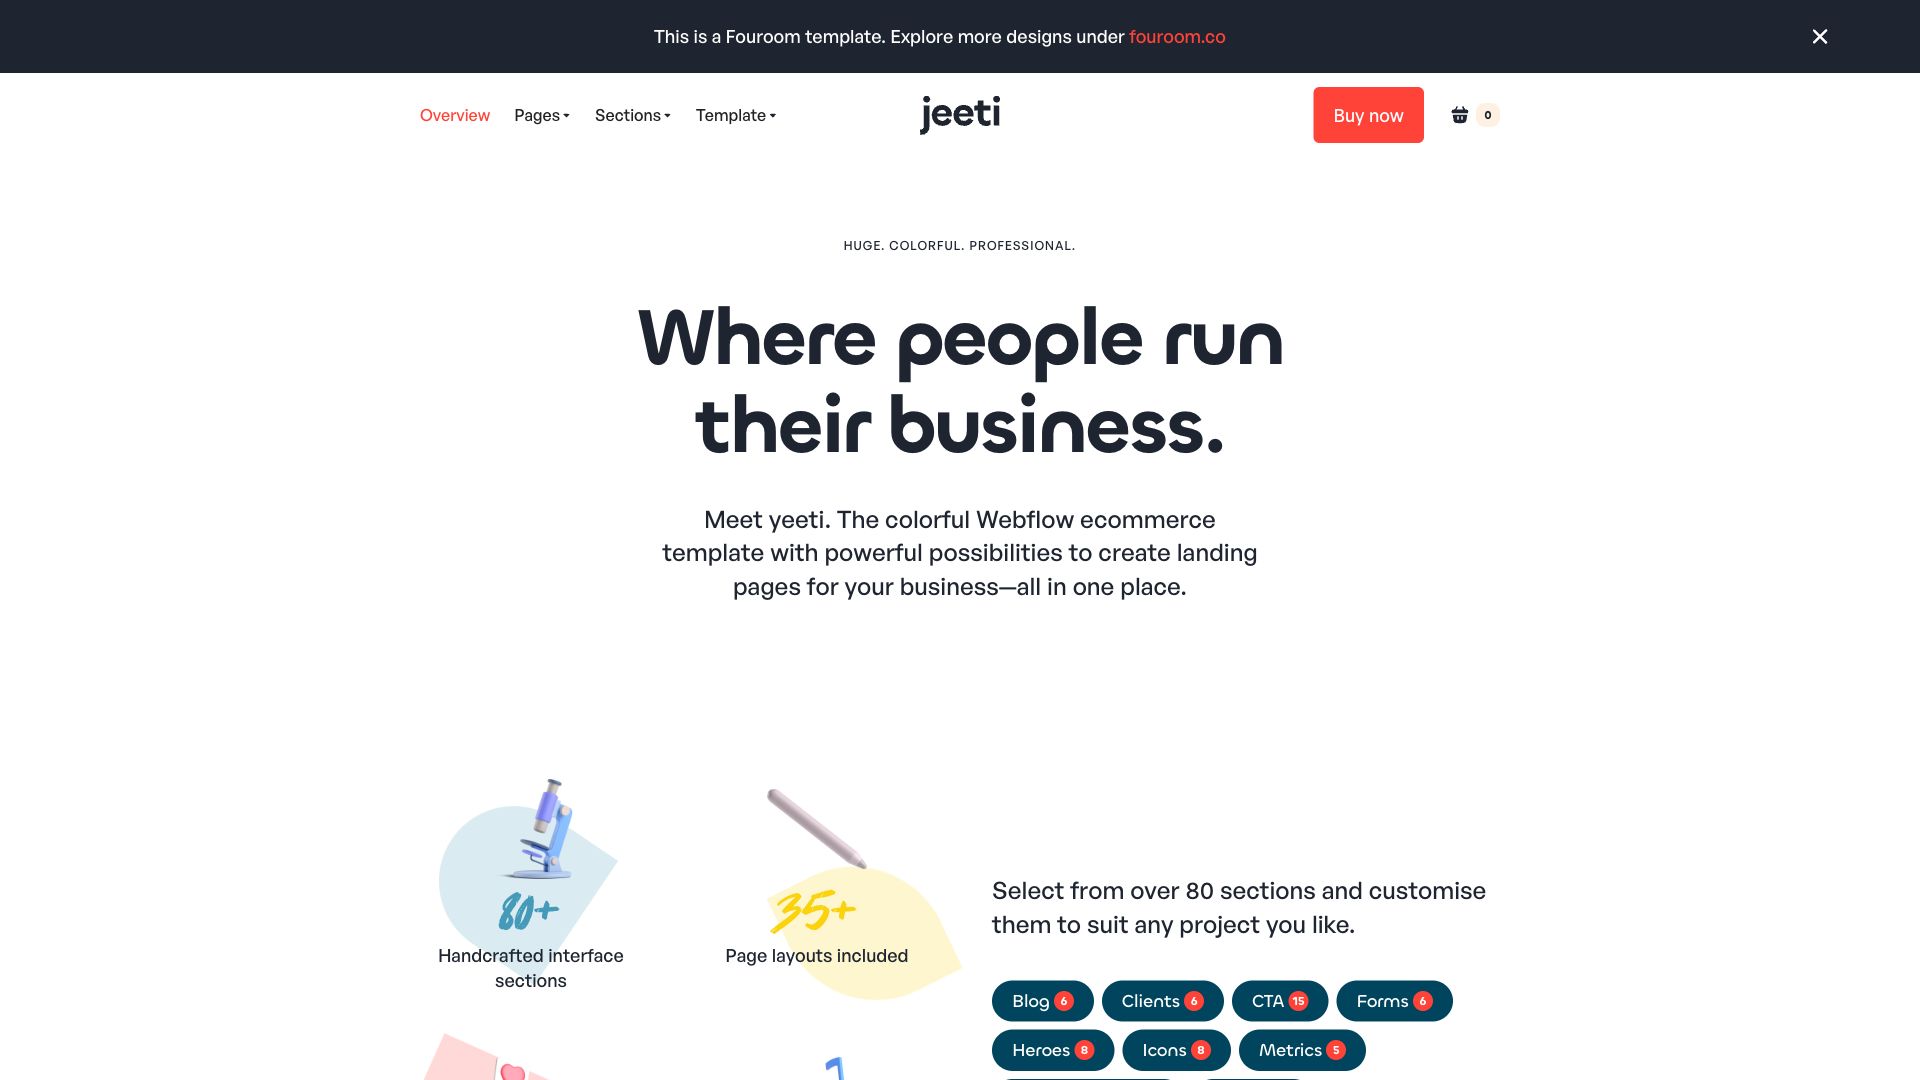 This is a Fouroom template. Explore more designs under fouroom.co
Overview Pages Sections Template
jeeti
Buy now
0
HUGE. COLORFUL. PROFESSIONAL.
Where people run
their business.
Meet yeeti. The colorful Webflow ecommerce
template with powerful possibilities to create landing
pages for your business—all in one place.
80+
Handcrafted interface
sections
35+
Page layouts included
Select from over 80 sections and customise
them to suit any project you like.
Blog 6 Clients 6 CTA 15 Forms 6
Heroes 8 Icons 8 Metrics 5